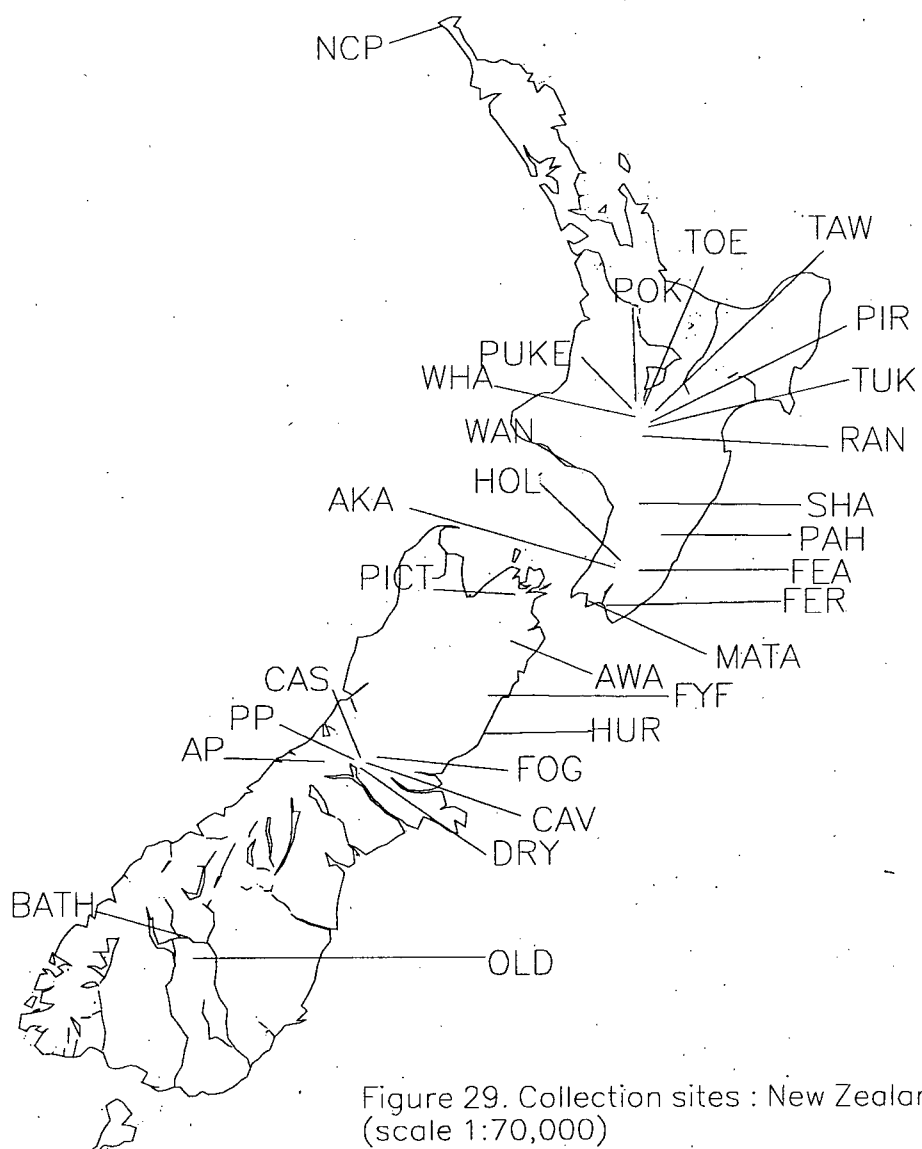 NCP
TOE
TAW
POK
PIR
PUKE
WHA
TUK
WAN
RAN
HOL
AKA
SHA
PAH
PICT
FEA
FER
MATA
AWA
CAS
FYF
PP
HUR
AP
FOG
CAV
DRY
BATH
OLD
Figure 29. Collection sites : New Zealan
(scale 1:70,000)